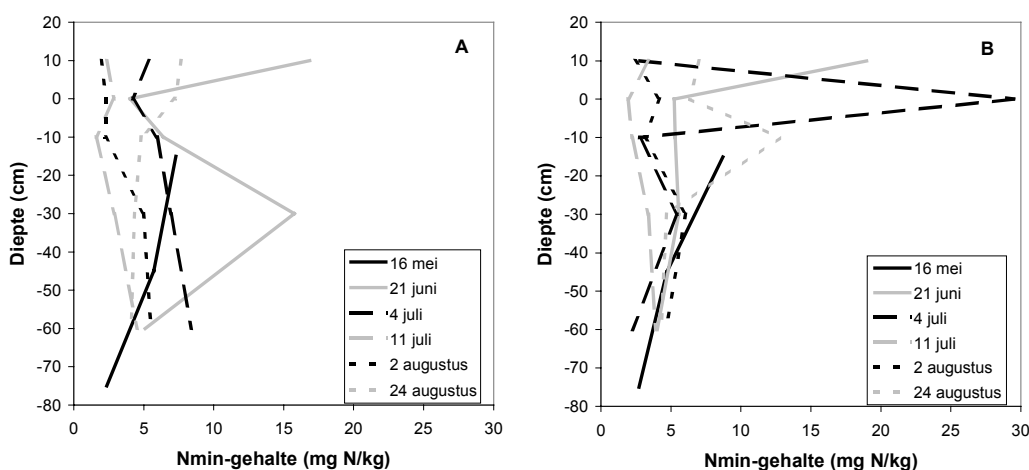 A
20
10
0
-10
-20
-30
-40
-50
-60
-70
-80
Diepte (cm)
0 5 10 15 20 25 30
Nmin-gehalte (mg N/kg)
16 mei
21 juni
4 juli
11 juli
2 augustus
24 augustus
B
20
10
0
-10
-20
-30
-40
-50
-60
-70
-80
Diepte (cm)
0 5 10 15 20 25 30
Nmin-gehalte (mg N/kg)
16 mei
21 juni
4 juli
11 juli
2 augustus
24 augustus